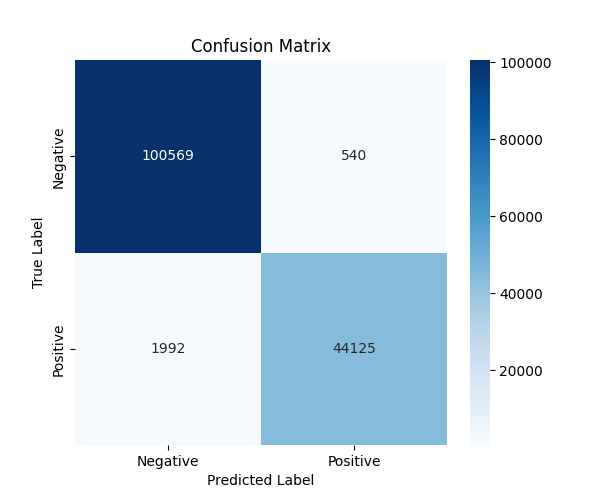 Confusion Matrix
True Label
Negative
Positive
100569
540
1992
44125
Negative
Positive
Predicted Label
100000
80000
60000
40000
20000